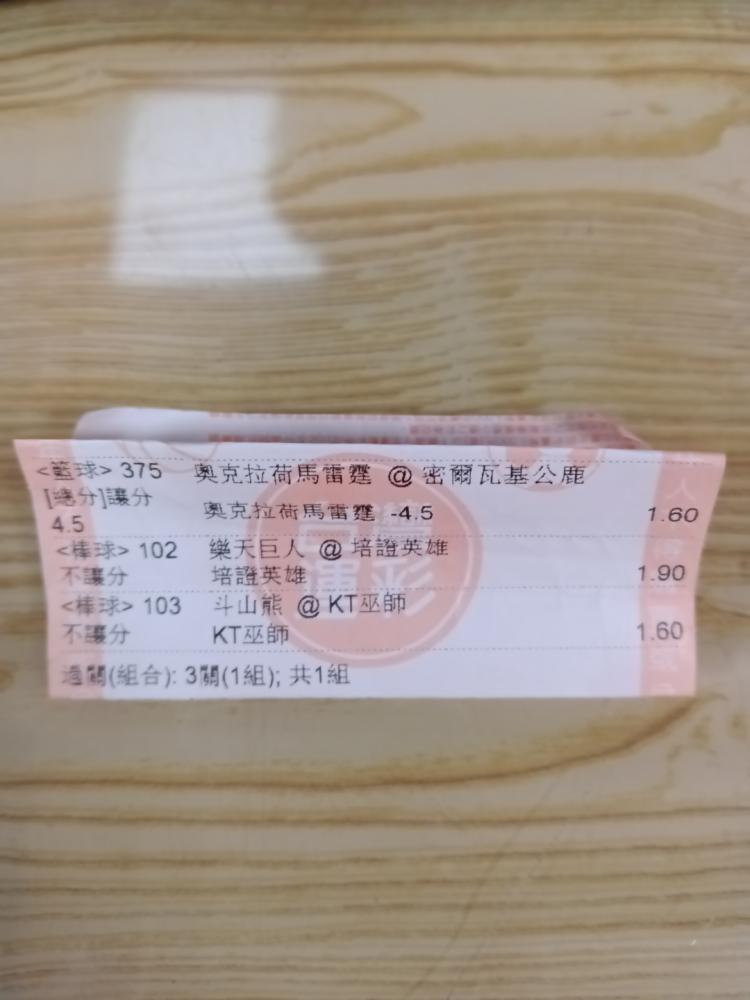 <籃球> 375 奧克拉荷馬雷霆 @ 密爾瓦基公鹿
[總分]讓分
4.5 奧克拉荷馬雷霆 -4.5 1.60
<棒球> 102 樂天巨人 @ 培證英雄
不讓分 培證英雄 1.90
<棒球> 103 斗山熊 @ KT巫師
不讓分 KT巫師 1.60
過關(組合): 3關(1組); 共1組